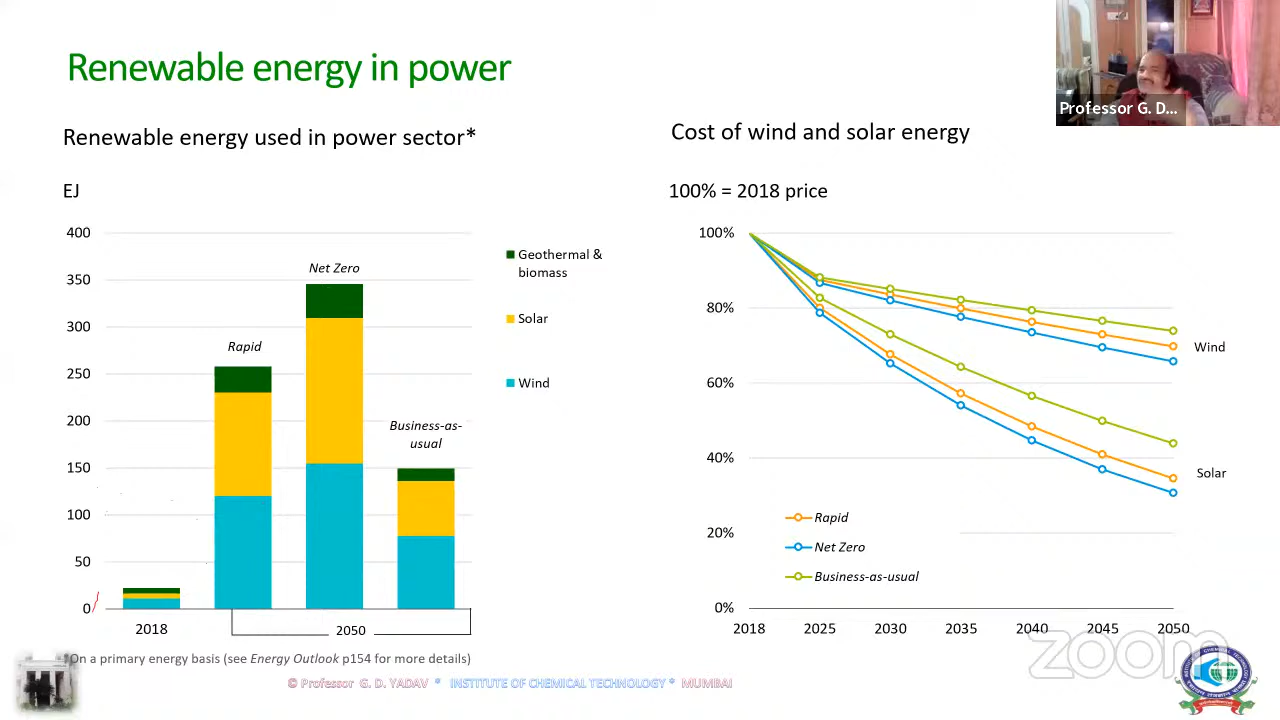 Renewable energy in power
Professor G. D...
Renewable energy used in power sector*
EJ
400
350
300
250
200
150
100
50
0
Net Zero
Rapid
Business-as-
usual
Geothermal &
biomass
Solar
Wind
2018
2050
*On a primary energy basis (see Energy Outlook p154 for more details)
Cost of wind and solar energy
100% = 2018 price
100%
80%
60%
40%
20%
0%
Wind
Solar
Rapid
Net Zero
Business-as-usual
2018 2025 2030 2035 2040 2045 2050
zoom
© Professor G. D. YADAV * INSTITUTE OF CHEMICAL TECHNOLOGY * MUMBAI